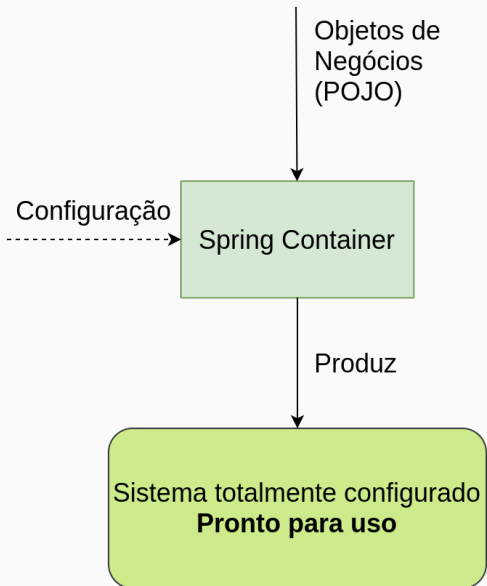 Objetos de
Negócios
(POJO)
Configuração
Spring Container
Produz
Sistema totalmente configurado
Pronto para uso